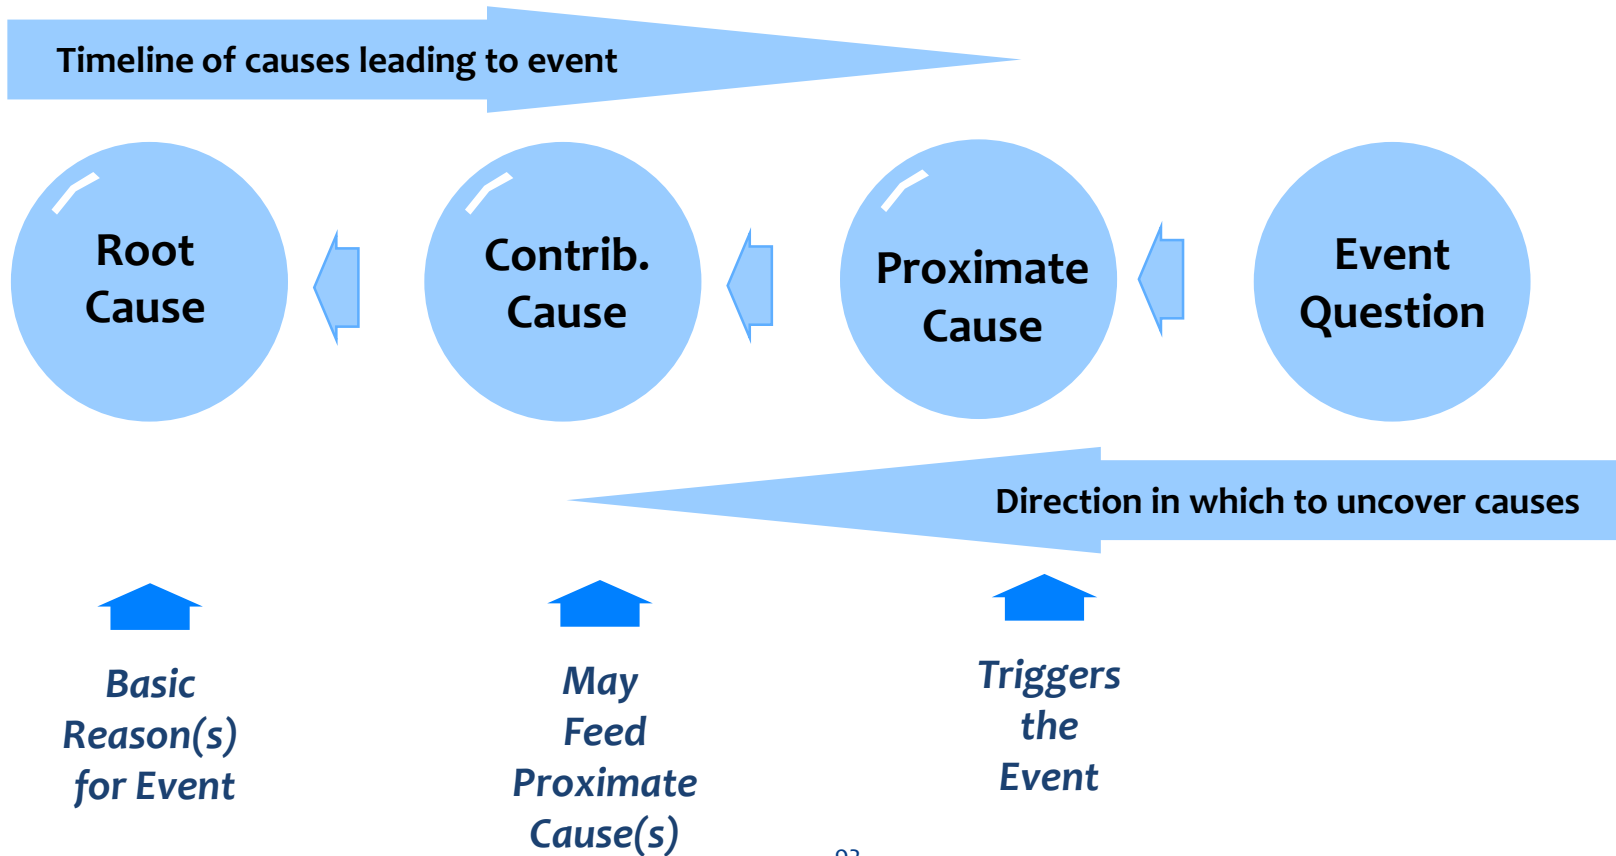 Timeline of causes leading to event
Root
Cause
Contrib.
Cause
Proximate
Cause
Event
Question
Direction in which to uncover causes
Basic
Reason(s)
for Event
May
Feed
Proximate
Cause(s)
Triggers
the
Event